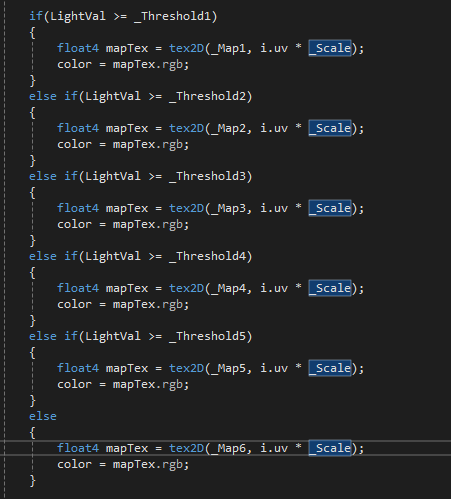 if(LightVal >= _Threshold1)
{
float4 mapTex = tex2D(_Map1, i.uv * _Scale);
color = mapTex.rgb;
}
else if(LightVal >= _Threshold2)
{
float4 mapTex = tex2D(_Map2, i.uv * _Scale);
color = mapTex.rgb;
}
else if(LightVal >= _Threshold3)
{
float4 mapTex = tex2D(_Map3, i.uv * _Scale);
color = mapTex.rgb;
}
else if(LightVal >= _Threshold4)
{
float4 mapTex = tex2D(_Map4, i.uv * _Scale);
color = mapTex.rgb;
}
else if(LightVal >= _Threshold5)
{
float4 mapTex = tex2D(_Map5, i.uv * _Scale);
color = mapTex.rgb;
}
else
{
float4 mapTex = tex2D(_Map6, i.uv * _Scale);
color = mapTex.rgb;
}